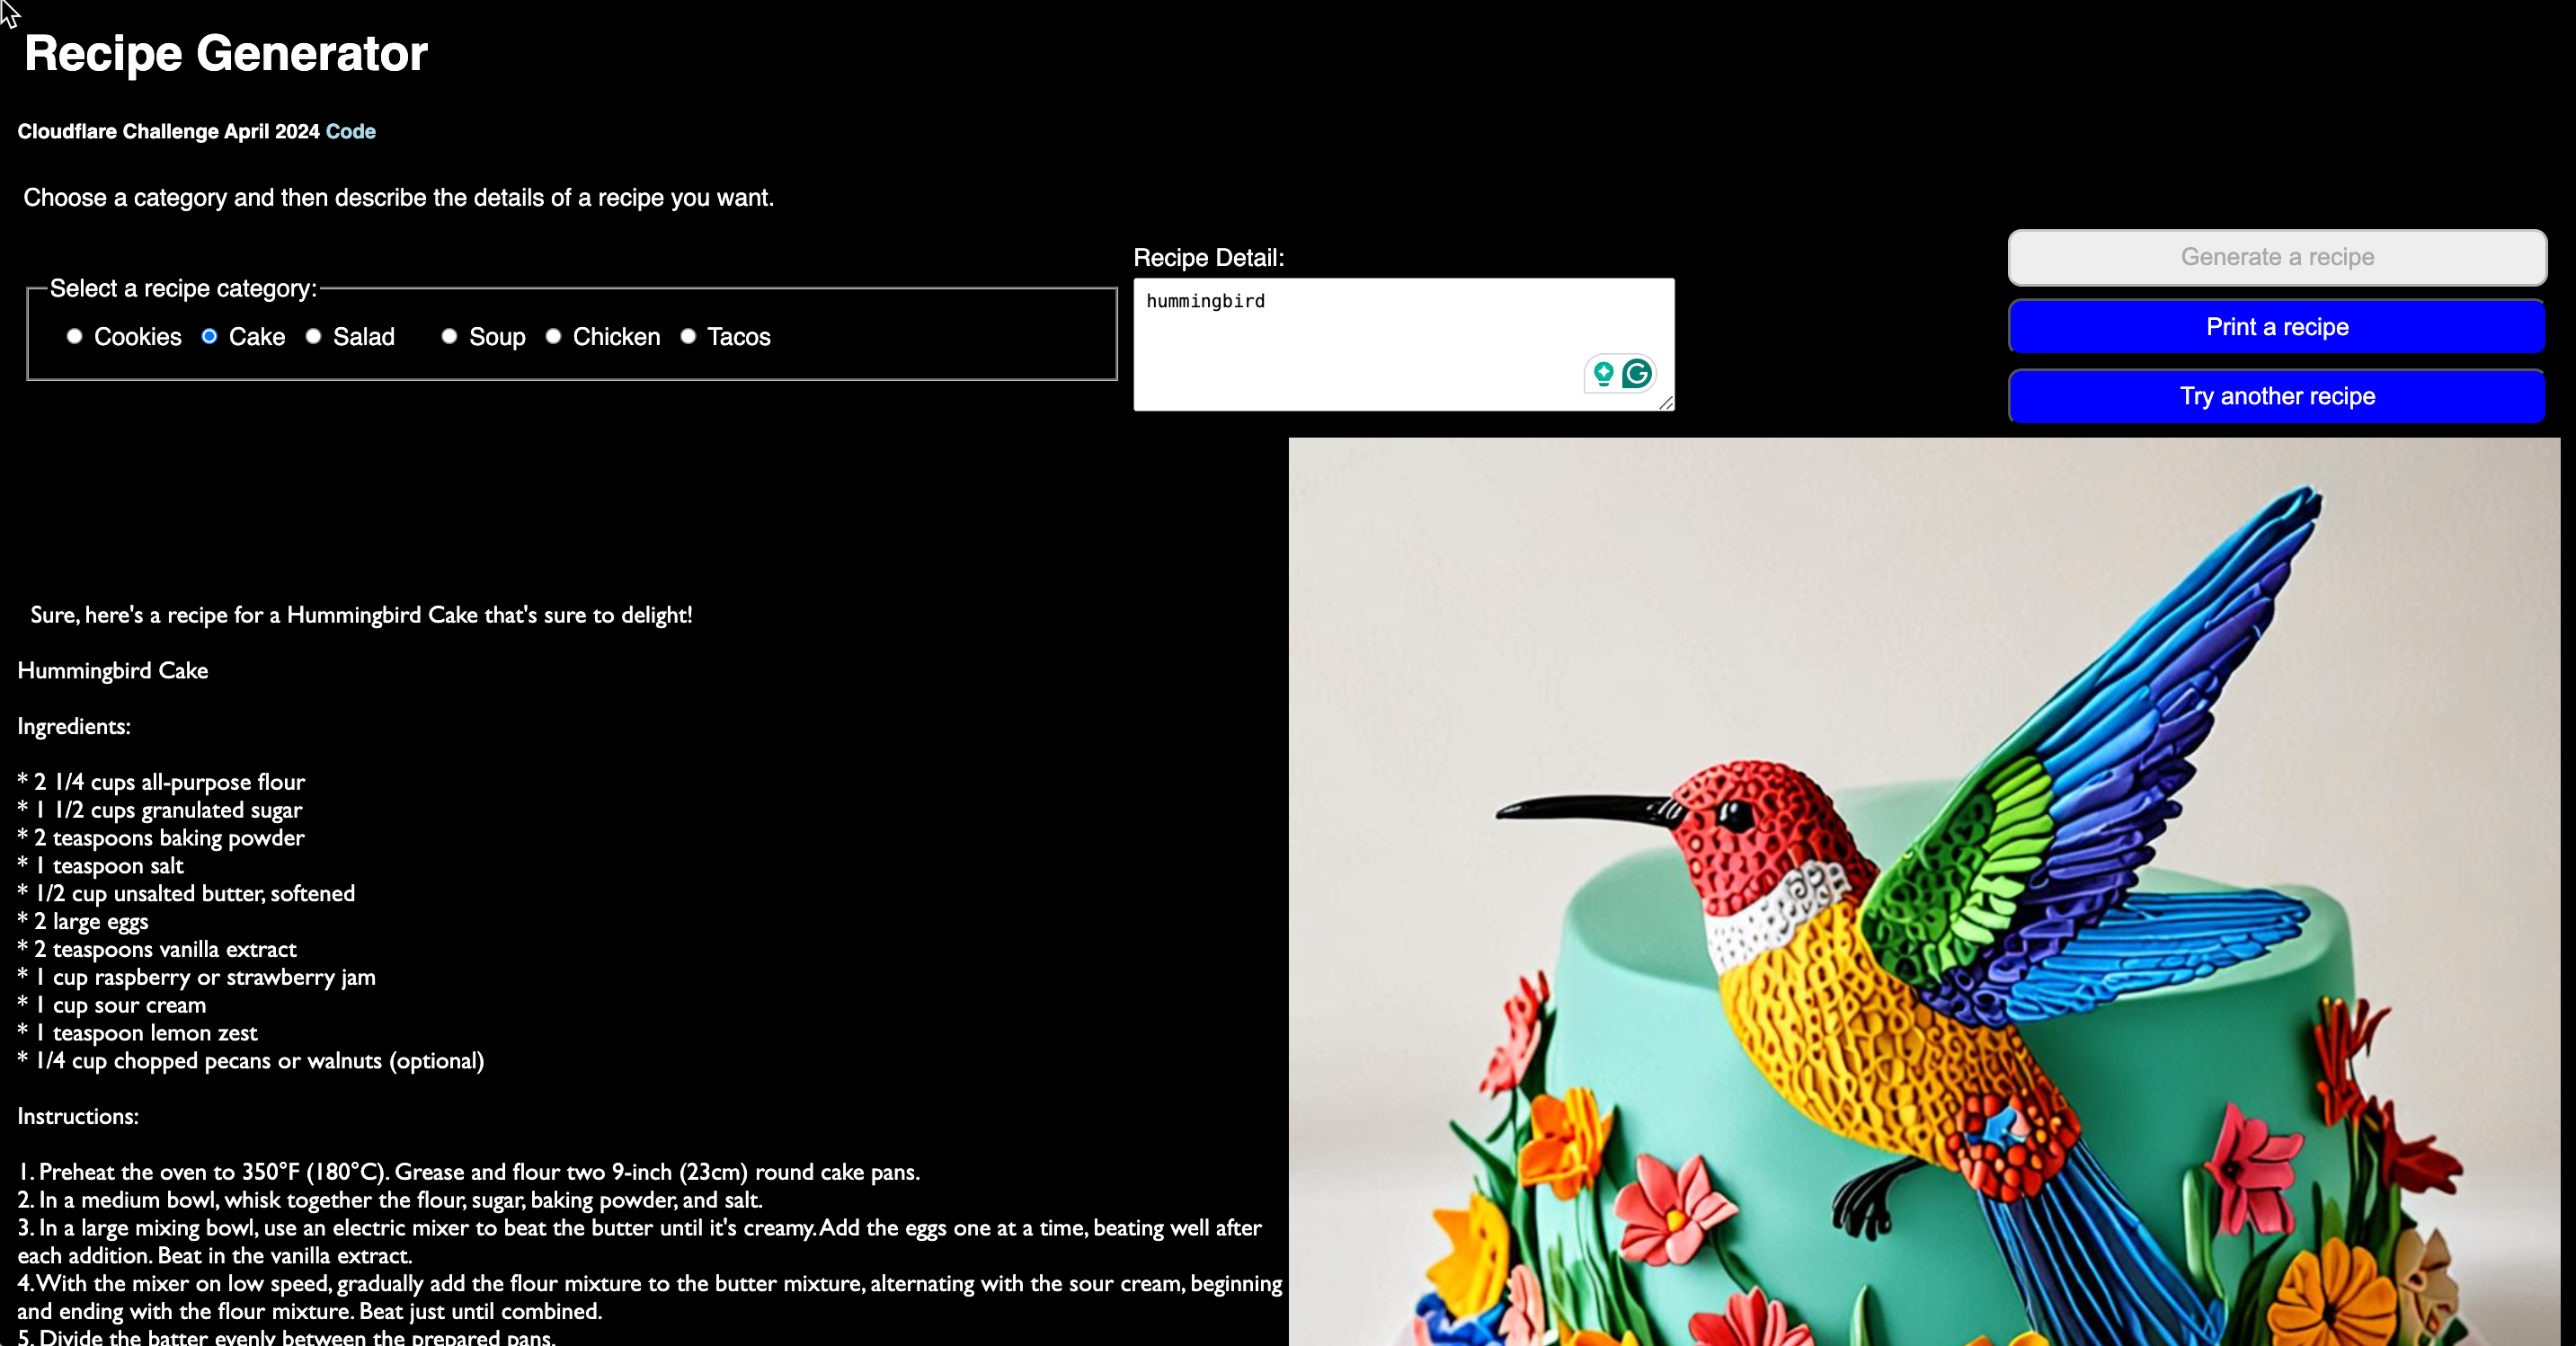 Recipe Generator
Cloudflare Challenge April 2024 Code
Choose a category and then describe the details of a recipe you want.
Select a recipe category:
Cookies Cake Salad Soup Chicken Tacos
Recipe Detail:
hummingbird
Generate a recipe
Print a recipe
Try another recipe
Sure, here's a recipe for a Hummingbird Cake that's sure to delight!
Hummingbird Cake
Ingredients:
* 2 1/4 cups all-purpose flour
* 1 1/2 cups granulated sugar
* 2 teaspoons baking powder
* 1 teaspoon salt
* 1/2 cup unsalted butter, softened
* 2 large eggs
* 2 teaspoons vanilla extract
* 1 cup raspberry or strawberry jam
* 1 cup sour cream
* 1 teaspoon lemon zest
* 1/4 cup chopped pecans or walnuts (optional)
Instructions:
1. Preheat the oven to 350°F (180°C). Grease and flour two 9-inch (23cm) round cake pans.
2. In a medium bowl, whisk together the flour, sugar, baking powder, and salt.
3. In a large mixing bowl, use an electric mixer to beat the butter until it's creamy. Add the eggs one at a time, beating well after
each addition. Beat in the vanilla extract.
4. With the mixer on low speed, gradually add the flour mixture to the butter mixture, alternating with the sour cream, beginning
and ending with the flour mixture. Beat just until combined.
5. Divide the batter evenly between the prepared pans.